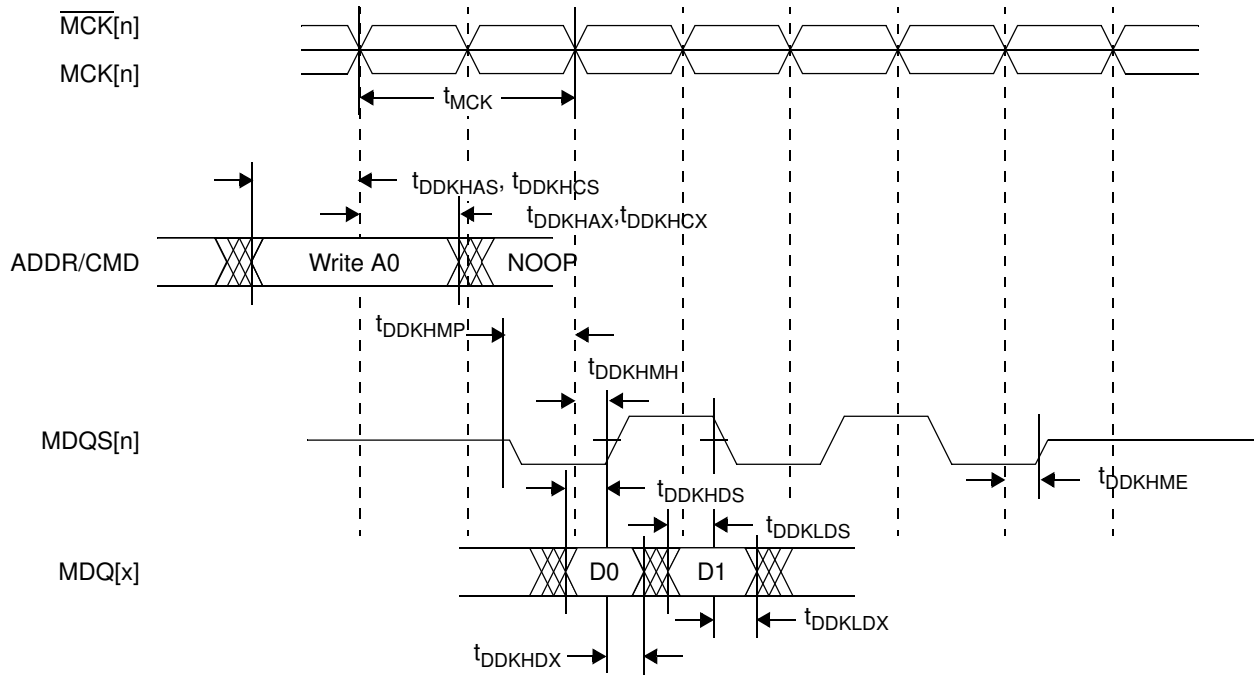 MCK[n]
MCK[n]
tMCK
tDDKHAS, tDDKHCS
tDDKHAX,tDDKHCX
ADDR/CMD Write A0 NOOP
tDDKHMP
tDDKHMH
MDQS[n]
tDDKHME
tDDKHDS
tDDKLDS
MDQ[x] D0 D1
tDDKLDX
tDDKHDX